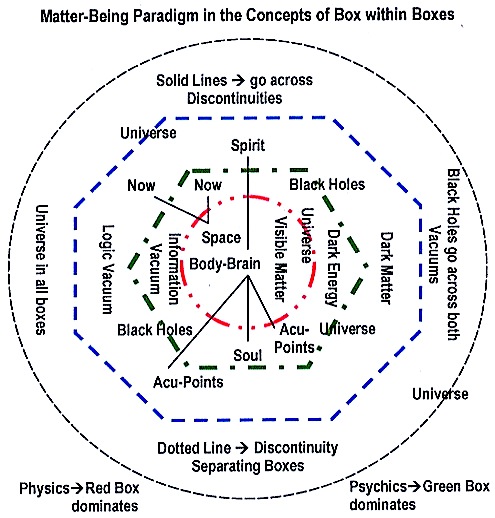 Matter-Being Paradigm in the Concepts of Box within Boxes
Solid Lines → go across
Discontinuities
Universe
Spirit
Now
Now
Black Holes
Universe in all boxes
Logic Vacuum
Information
Vacuum
Space
Body-Brain
Visible Matter
Universe
Dark Energy
Dark Matter
Black Holes go across both
Vacuums
Black Holes
Acu-
Points
Universe
Soul
Acu-Points
Universe
Dotted Line → Discontinuity
Separating Boxes
Physics→Red Box
dominates
Psychics→Green Box
dominates